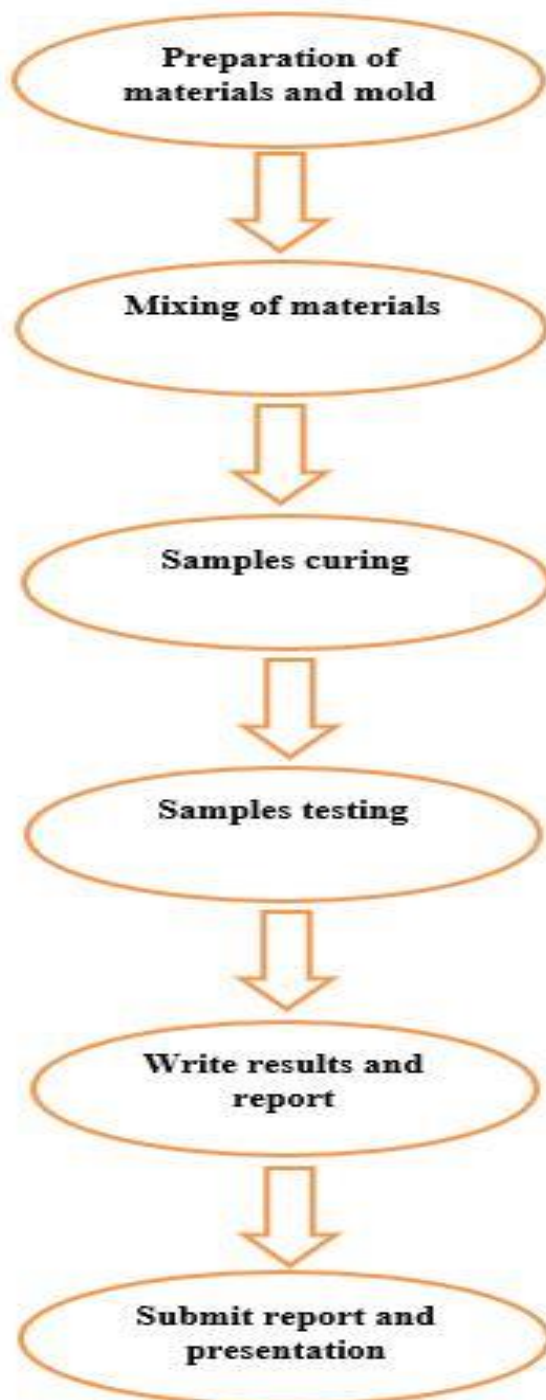 Preparation of
materials and mold
Mixing of materials
Samples curing
Samples testing
Write results and
report
Submit report and
presentation